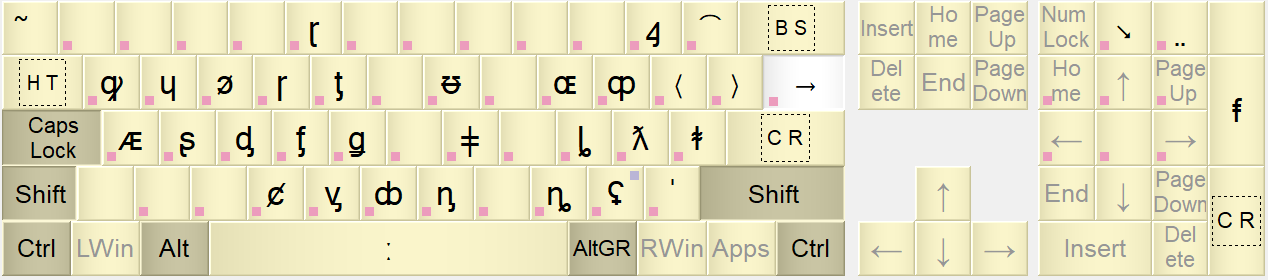 ~ ɽ ʥ ⁀ B S Insert Ho me Page Up Num Lock ↘ ..
H T ꝙ ɥ ø ɼ ƫ ʊ̵ ɶ ȹ 〈 〉 → Del ete End Page Down Ho me ↑ Page Up ꞙ
Caps Lock æ ʂ ᶁ ᶂ ᶃ ǂ ȴ ƛ ɫ C R ← →
Shift ȼ ᶌ ȸ ᶇ ȵ ʢ ˈ Shift ↑ End ↓ Page Down C R
Ctrl LWin Alt : AltGR RWin Apps Ctrl ← ↓ → Insert Del ete